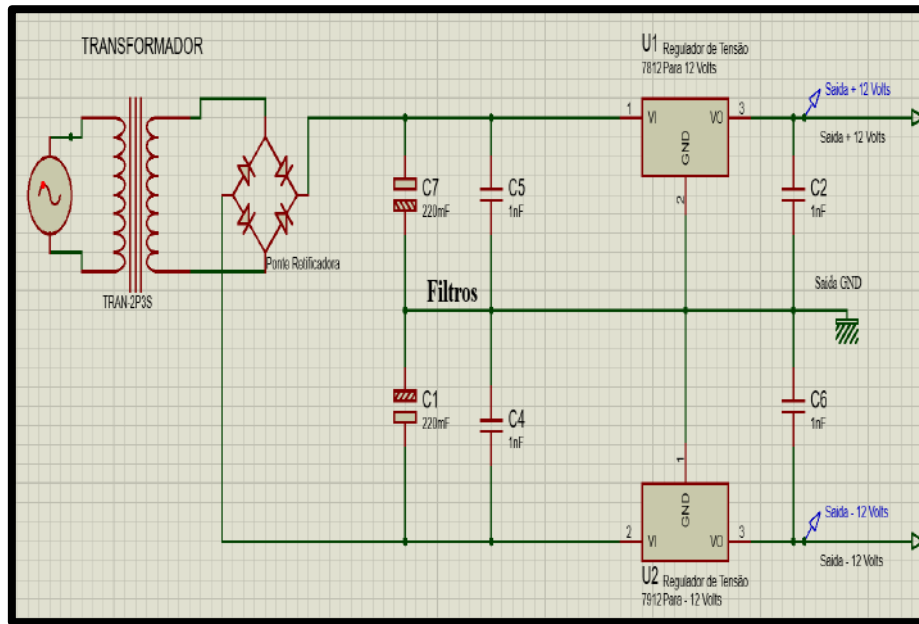 TRANSFORMADOR
TRAN-2P3S
Ponte Retificadora
C7
220mF
C5
1nF
Filtros
C1
220mF
C4
1nF
U1 Regulador de Tensão
7812 Para 12 Volts
1
VI
VO
3
GND
2
Saida + 12 Volts
Saida + 12 Volts
C2
1nF
Saida GND
C6
1nF
1
GND
2
VI
VO
3
U2 Regulador de Tensão
7912 Para - 12 Volts
Saida - 12 Volts
Saida - 12 Volts